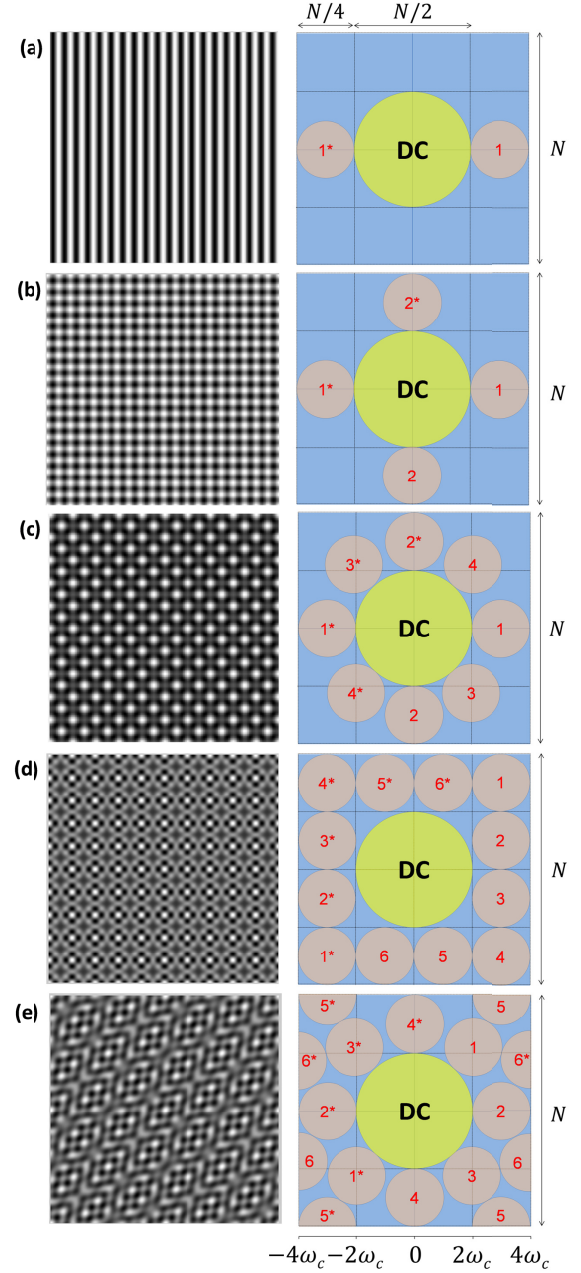 N/4 N/2
(a)
1* DC 1 N
(b)
2*
1* DC 1 N
2
(c)
2*
3* 4
1* DC 1 N
4* 3
2
(d)
4* 5* 6* 1
3* 2
DC N
2* 3
1* 6 5 4
(e)
5* 5
4*
3* 1
6* 6*
2* DC 2 N
6 6
1* 3
4
5* 5
−4ω_c −2ω_c 0 2ω_c 4ω_c